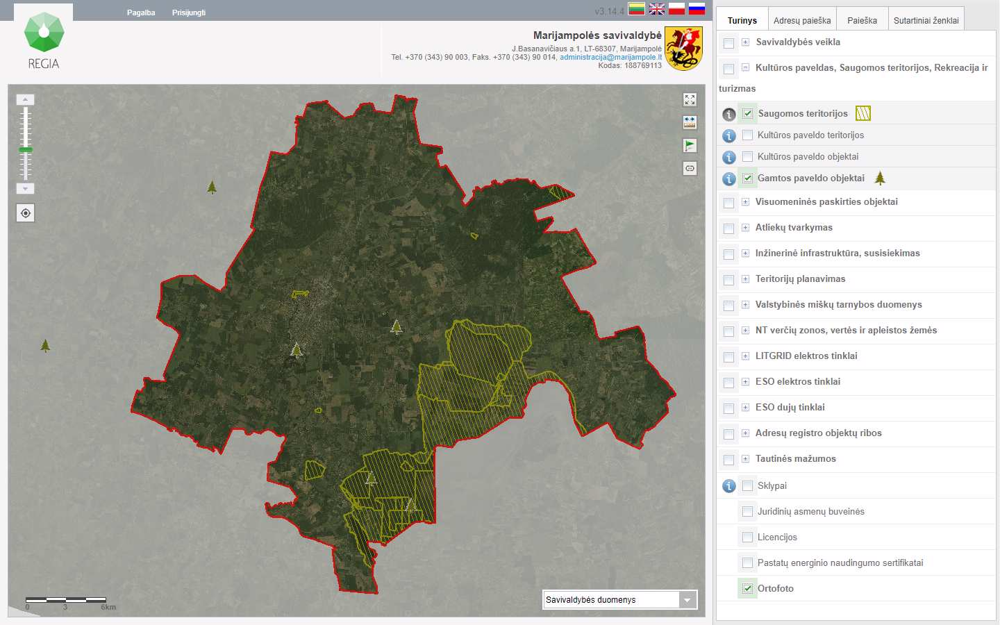 Pagalba Prisijungti
v3.14.4
REGIA
Marijampolės savivaldybė
J.Basanavičiaus a.1, LT-68307, Marijampolė
Tel. +370 (343) 90 003, Faks. +370 (343) 90 014, administracija@marijampole.lt
Kodas: 188769113
0 3 6km
Savivaldybės duomenys
Turinys Adresų paieška Paieška Sutartiniai ženklai
Savivaldybės veikla
Kultūros paveldas, Saugomos teritorijos, Rekreacija ir
turizmas
Saugomos teritorijos
Kultūros paveldo teritorijos
Kultūros paveldo objektai
Gamtos paveldo objektai
Visuomeninės paskirties objektai
Atliekų tvarkymas
Inžinerinė infrastruktūra, susisiekimas
Teritorijų planavimas
Valstybinės miškų tarnybos duomenys
NT verčių zonos, vertės ir apleistos žemės
LITGRID elektros tinklai
ESO elektros tinklai
ESO dujų tinklai
Adresų registro objektų ribos
Tautinės mažumos
Sklypai
Juridinių asmenų buveinės
Licencijos
Pastatų energinio naudingumo sertifikatai
Ortofoto